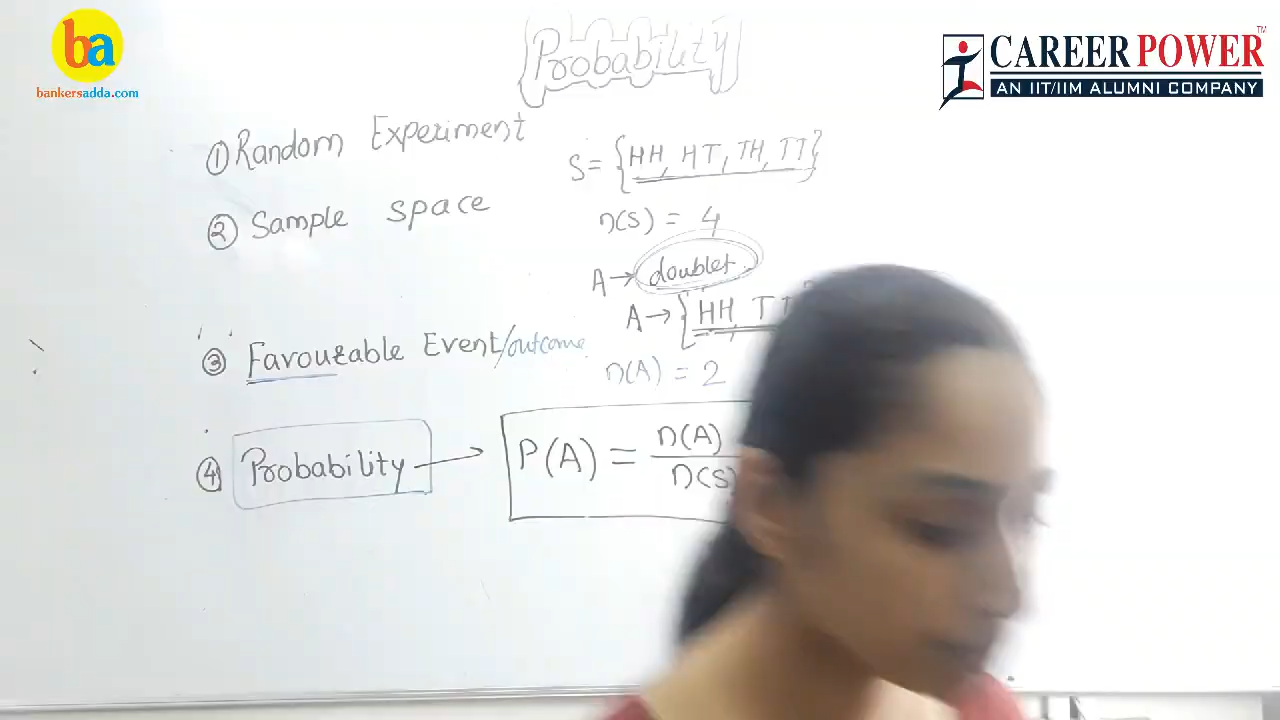 ba
bankersadda.com
Probability
CAREER POWER
TM
AN IIT/IIM ALUMNI COMPANY
① Random Experiment
S = {HH, HT, TH, TT}
② Sample space
n(S) = 4
A → doublet
A → {HH, T
③ Favourable Event/outcome
n(A) = 2
④ Probability → P(A) = n(A)/n(S)